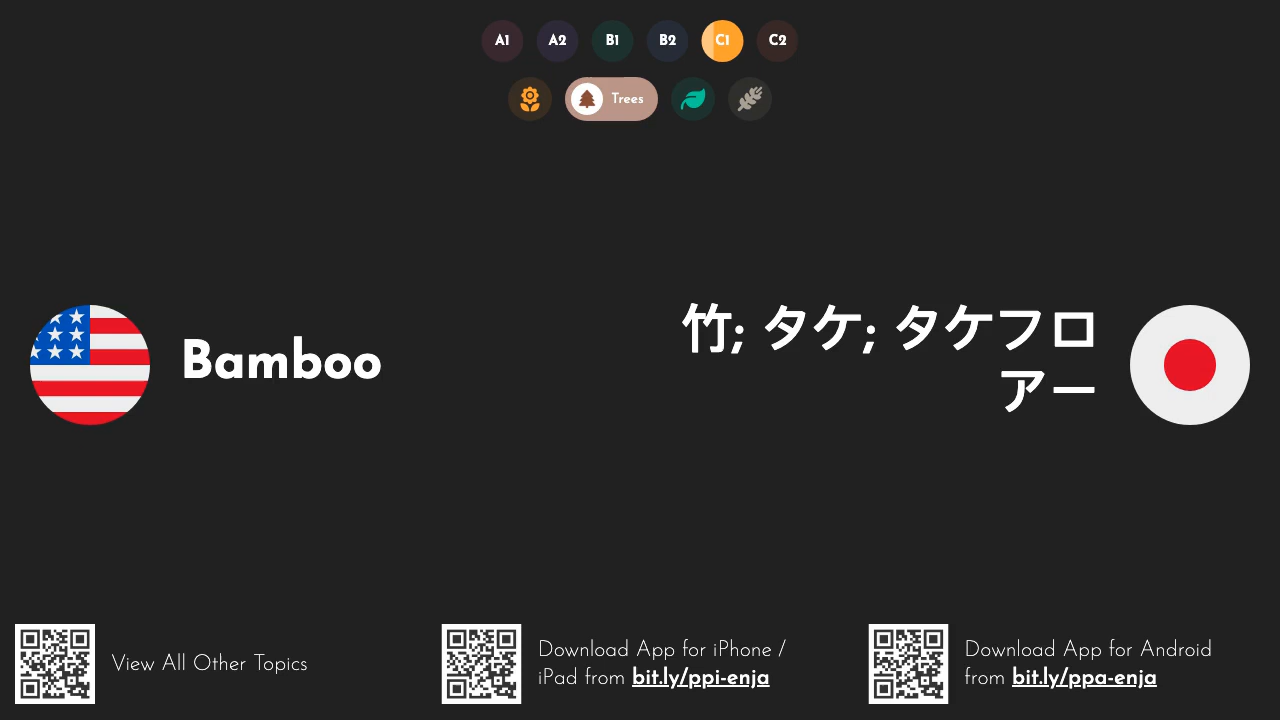 A1 A2 B1 B2 C1 C2
Trees
Bamboo
竹; タケ; タケフロ
アー
View All Other Topics
Download App for iPhone /
iPad from bit.ly/ppi-enja
Download App for Android
from bit.ly/ppa-enja